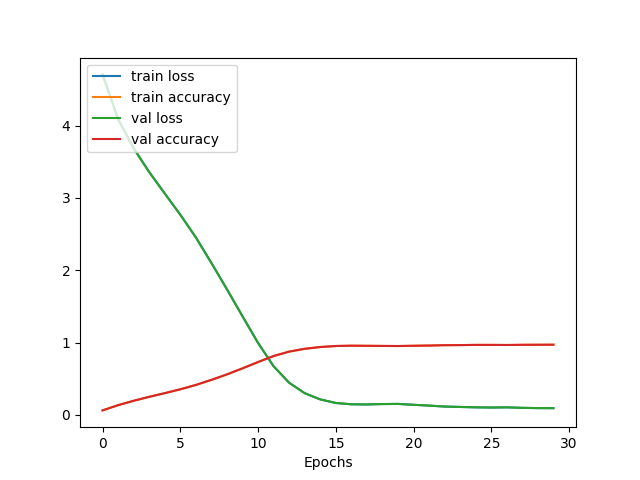 train loss
train accuracy
val loss
val accuracy
4
3
2
1
0
0 5 10 15 20 25 30
Epochs